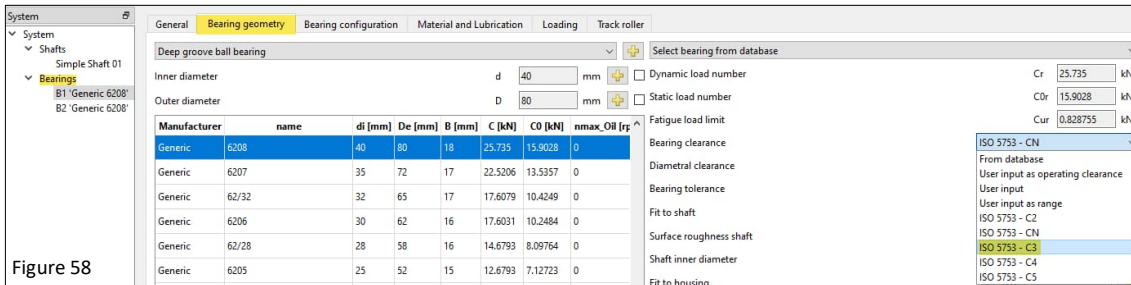 System
General Bearing geometry Bearing configuration Material and Lubrication Loading Track roller
System
Shafts
Simple Shaft 01
Bearings
B1 'Generic 6208'
B2 'Generic 6208'
Deep groove ball bearing
Inner diameter d 40 mm
Outer diameter D 80 mm
Manufacturer name di [mm] De [mm] B [mm] C [kN] C0 [kN] nmax_Oil [rp
Generic 6208 40 80 18 25.735 15.9028 0
Generic 6207 35 72 17 22.5206 13.5357 0
Generic 62/32 32 65 17 17.6079 10.4249 0
Generic 6206 30 62 16 17.6031 10.2484 0
Generic 62/28 28 58 16 14.6793 8.09764 0
Generic 6205 25 52 15 12.6793 7.12723 0
Select bearing from database
Dynamic load number Cr 25.735 kN
Static load number C0r 15.9028 kN
Fatigue load limit Cur 0.828755 kN
Bearing clearance ISO 5753 - CN
Diametral clearance
Bearing tolerance
Fit to shaft
Surface roughness shaft
Shaft inner diameter
Fit to housing
From database
User input as operating clearance
User input
User input as range
ISO 5753 - C2
ISO 5753 - CN
ISO 5753 - C3
ISO 5753 - C4
ISO 5753 - C5
Figure 58